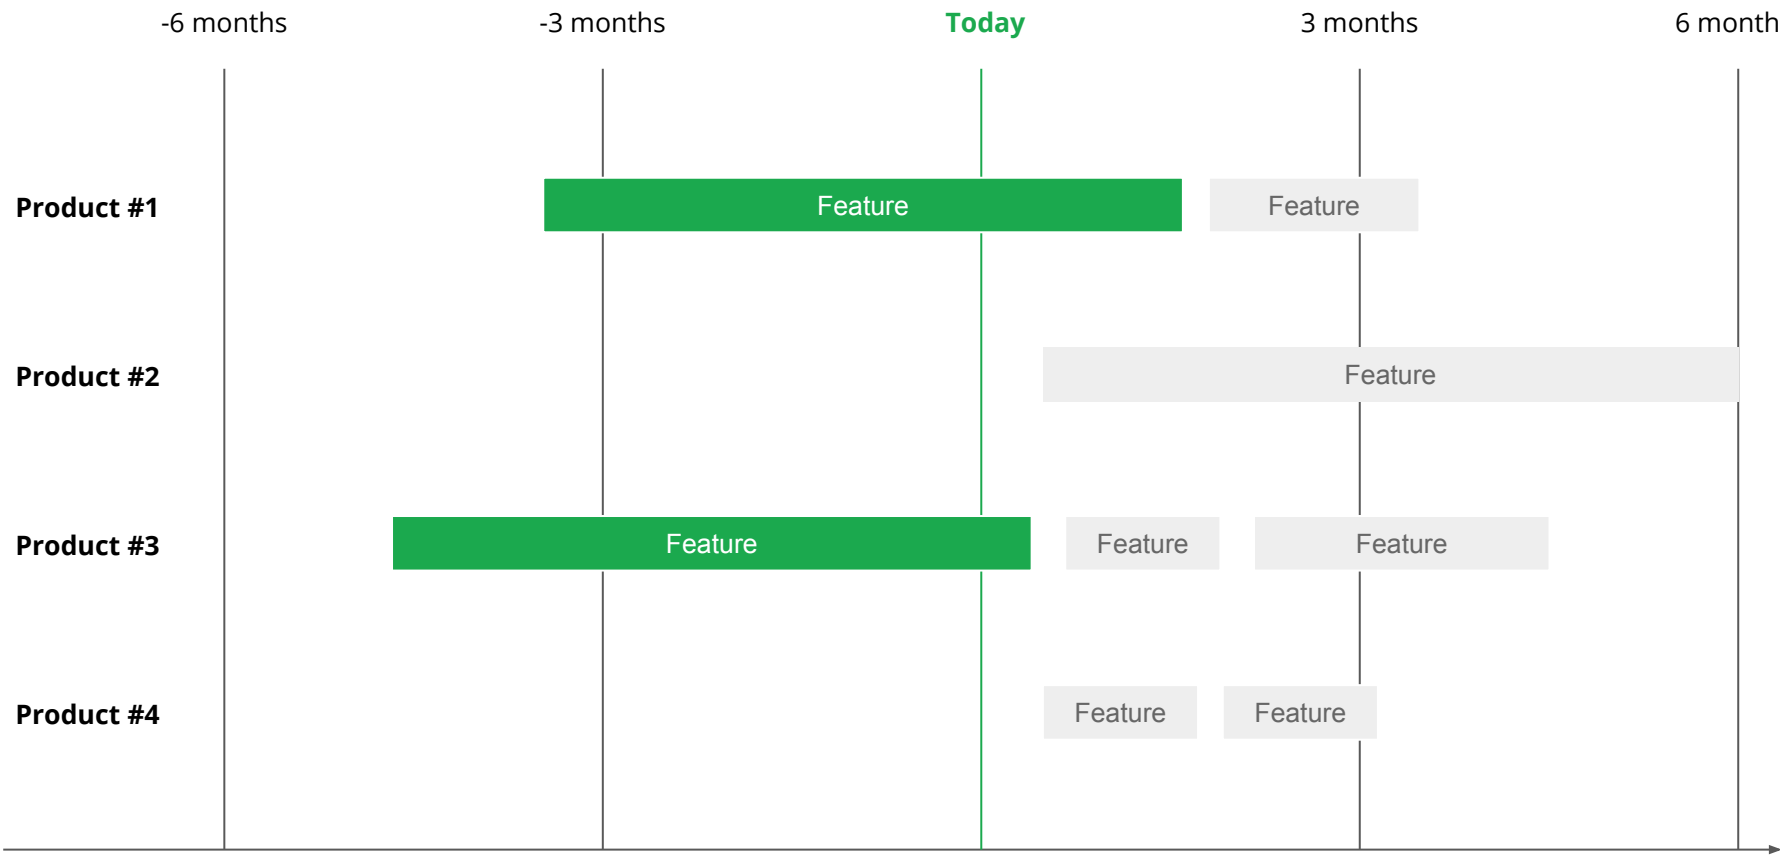 -6 months
-3 months
Today
3 months
6 month
Product #1
Feature
Feature
Product #2
Feature
Product #3
Feature
Feature
Feature
Product #4
Feature
Feature